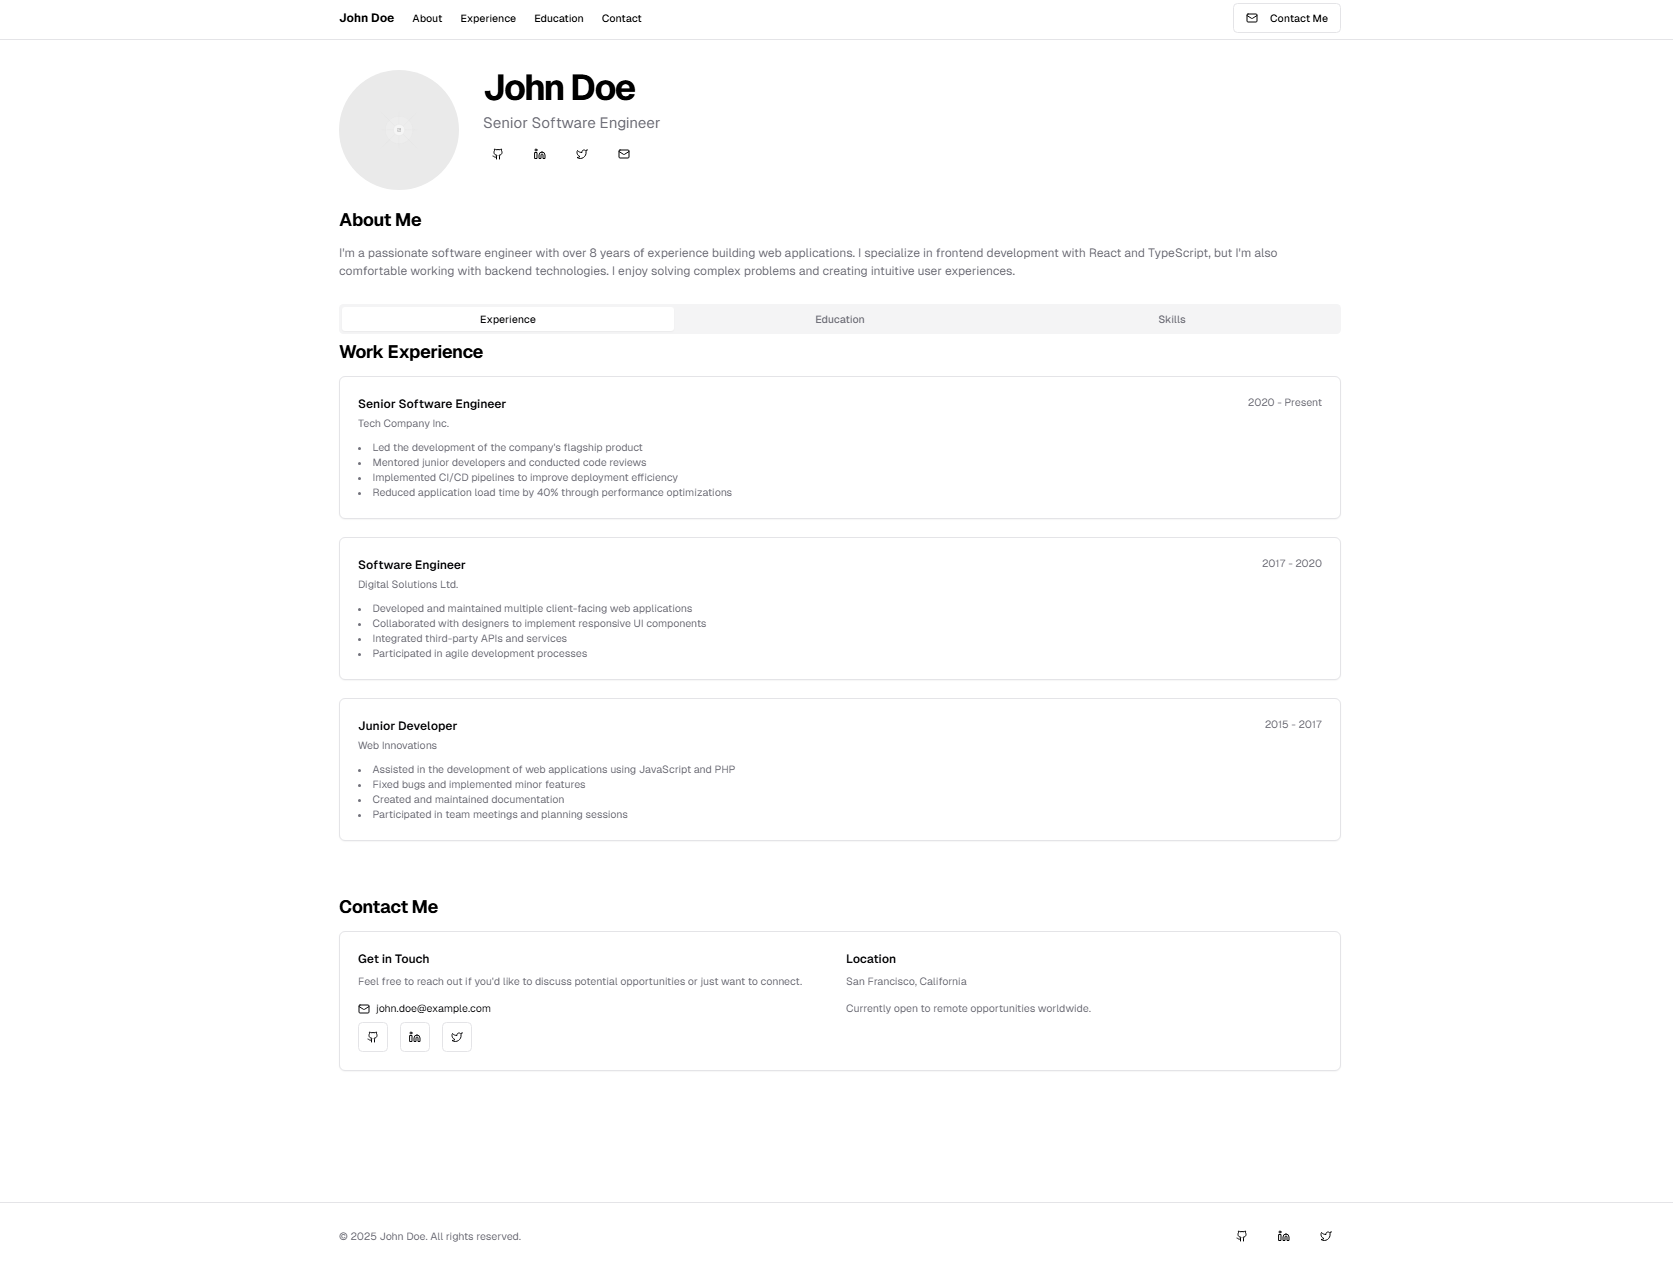 John Doe About Experience Education Contact Contact Me
John Doe
Senior Software Engineer
About Me
I'm a passionate software engineer with over 8 years of experience building web applications. I specialize in frontend development with React and TypeScript, but I'm also
comfortable working with backend technologies. I enjoy solving complex problems and creating intuitive user experiences.
Experience Education Skills
Work Experience
Senior Software Engineer 2020 - Present
Tech Company Inc.
• Led the development of the company's flagship product
• Mentored junior developers and conducted code reviews
• Implemented CI/CD pipelines to improve deployment efficiency
• Reduced application load time by 40% through performance optimizations
Software Engineer 2017 - 2020
Digital Solutions Ltd.
• Developed and maintained multiple client-facing web applications
• Collaborated with designers to implement responsive UI components
• Integrated third-party APIs and services
• Participated in agile development processes
Junior Developer 2015 - 2017
Web Innovations
• Assisted in the development of web applications using JavaScript and PHP
• Fixed bugs and implemented minor features
• Created and maintained documentation
• Participated in team meetings and planning sessions
Contact Me
Get in Touch
Feel free to reach out if you'd like to discuss potential opportunities or just want to connect.
john.doe@example.com
Location
San Francisco, California
Currently open to remote opportunities worldwide.
© 2025 John Doe. All rights reserved.